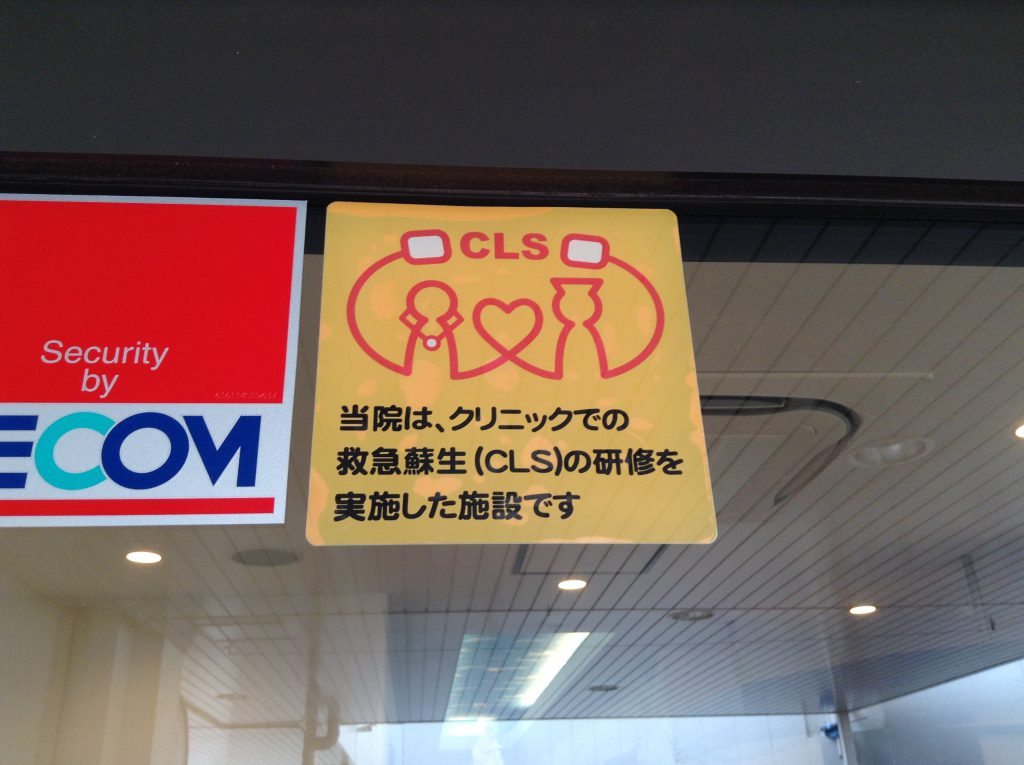 Security
by
ECOM
CLS
当院は、クリニックでの
救急蘇生(CLS)の研修を
実施した施設です